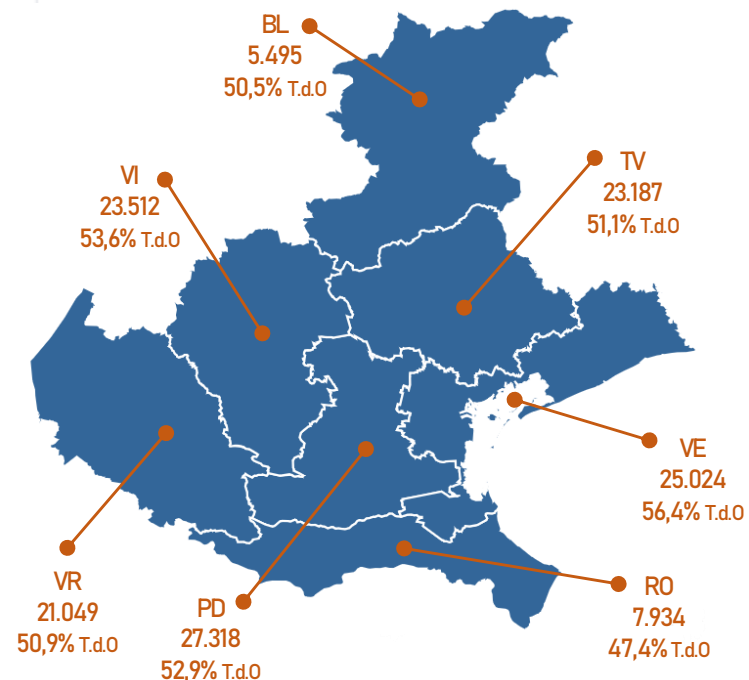 BL
5.495
50,5% T.d.O
VI
23.512
53,6% T.d.O
TV
23.187
51,1% T.d.O
VE
25.024
56,4% T.d.O
VR
21.049
50,9% T.d.O
PD
27.318
52,9% T.d.O
RO
7.934
47,4% T.d.O